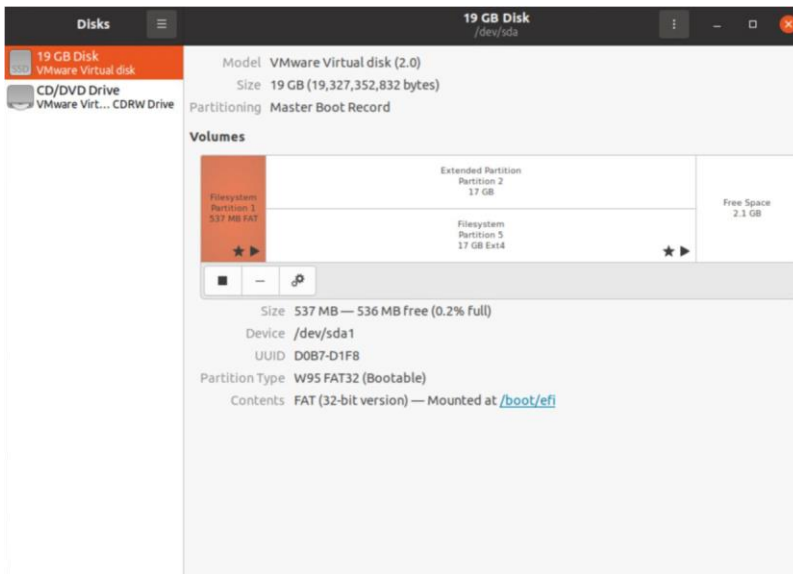 Disks
19 GB Disk
/dev/sda
19 GB Disk
VMware Virtual disk
SSD
CD/DVD Drive
VMware Virt... CDRW Drive
Model VMware Virtual disk (2.0)
Size 19 GB (19,327,352,832 bytes)
Partitioning Master Boot Record
Volumes
Filesystem
Partition 1
537 MB FAT
Extended Partition
Partition 2
17 GB
Filesystem
Partition 5
17 GB Ext4
Free Space
2.1 GB
Size 537 MB — 536 MB free (0.2% full)
Device /dev/sda1
UUID D0B7-D1F8
Partition Type W95 FAT32 (Bootable)
Contents FAT (32-bit version) — Mounted at /boot/efi